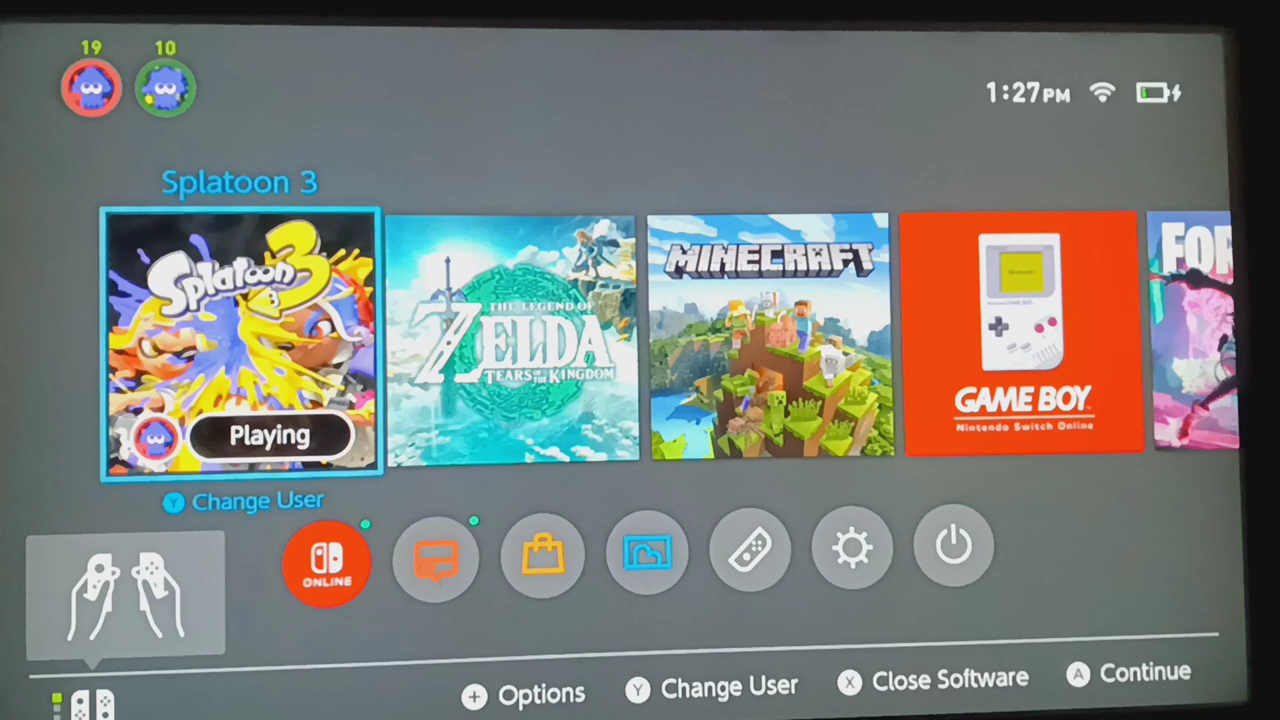 19 10
1:27PM
Splatoon 3
Splatoon 3
Playing
THE LEGEND OF
ZELDA
TEARS OF THE KINGDOM
MINECRAFT
Nintendo
GAME BOY
Nintendo Switch Online
FOR
Y Change User
ONLINE
+ Options
Y Change User
X Close Software
A Continue